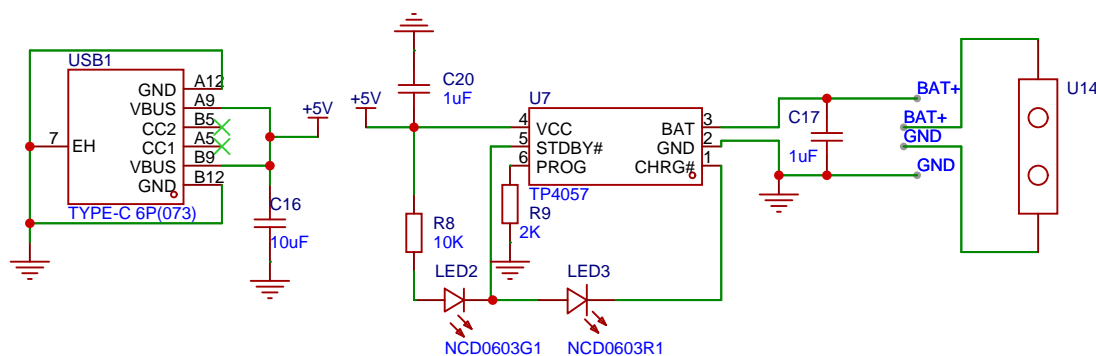 USB1
GND A12
VBUS A9
CC2 B5
CC1 A5
VBUS B9
GND B12
7 EH
TYPE-C 6P(073)
+5V
C16
10uF
+5V
C20
1uF
U7
4 VCC BAT 3
5 STDBY# GND 2
6 PROG CHRG# 1
TP4057
R9
2K
R8
10K
LED2
NCD0603G1
LED3
NCD0603R1
C17
1uF
BAT+
BAT+
GND
GND
U14